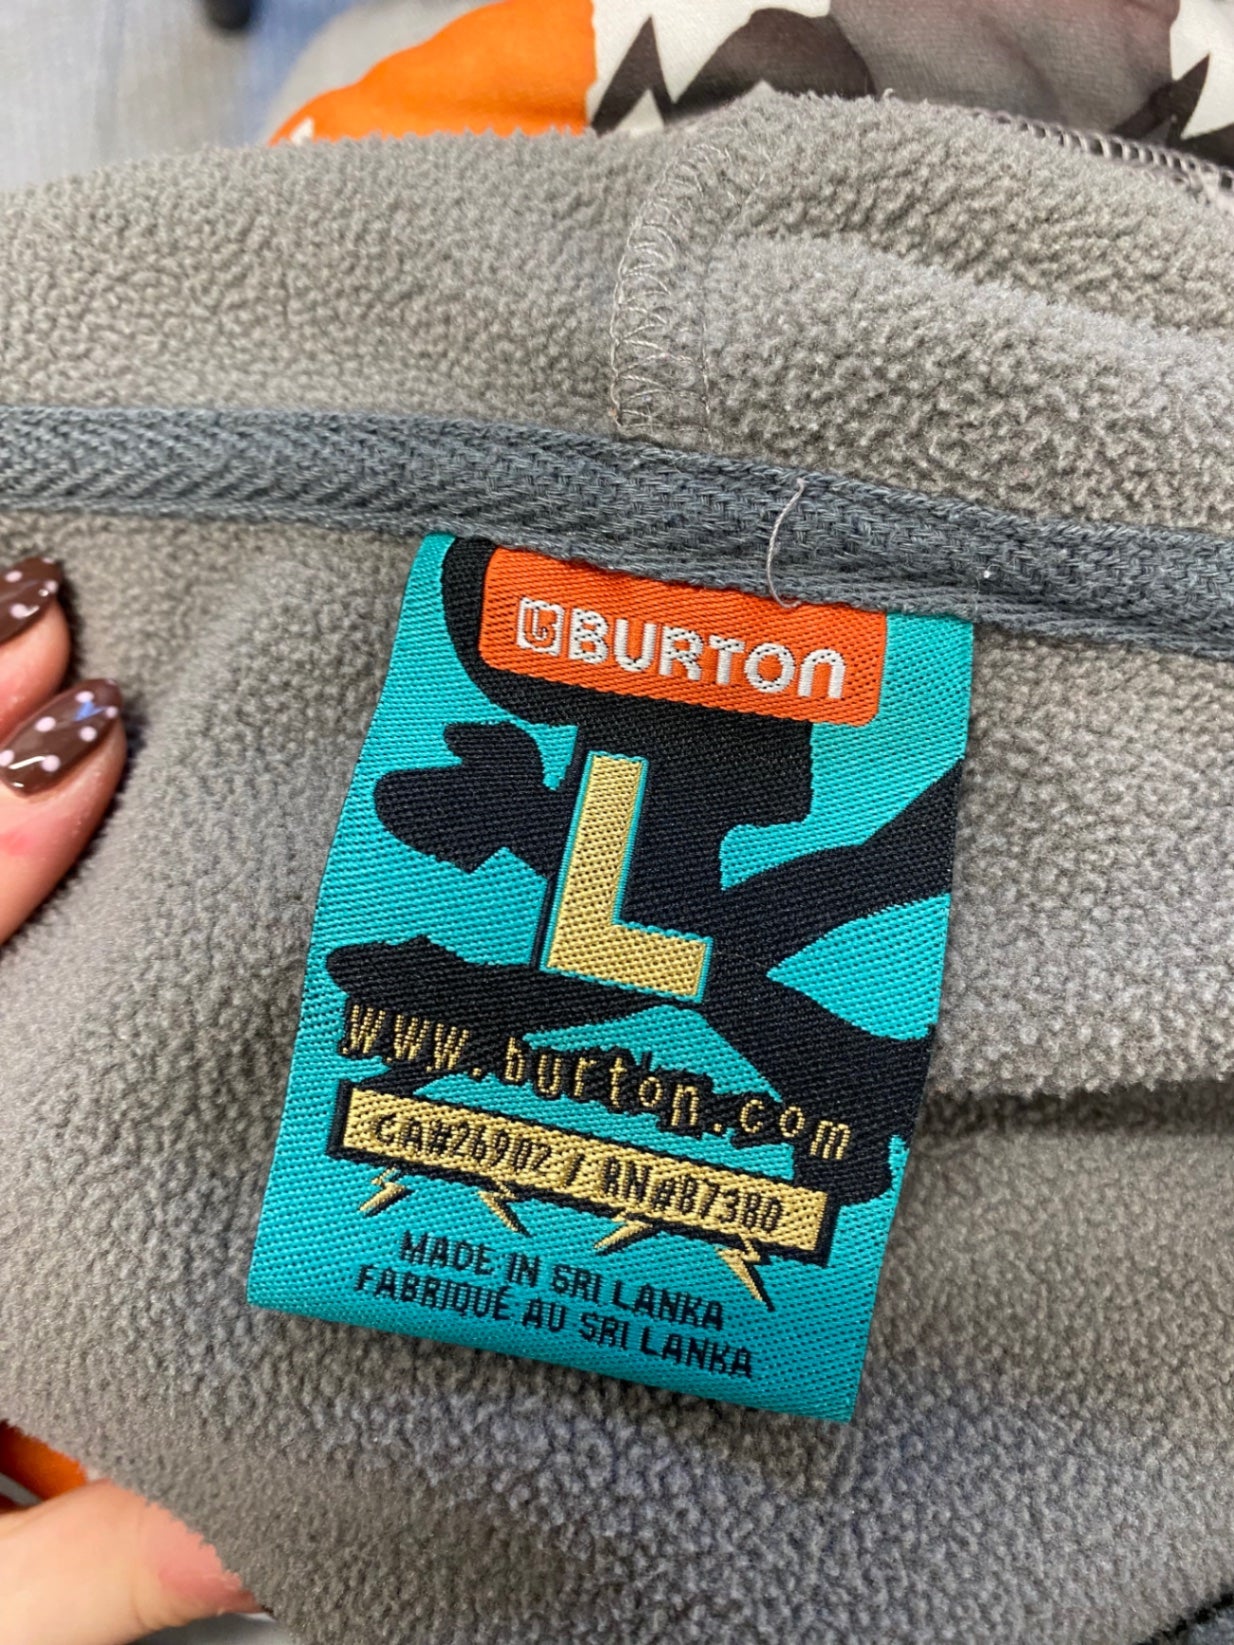 BURTON
L
www.burton.com
CA#26902 / RN#87380
MADE IN SRI LANKA
FABRIQUÉ AU SRI LANKA